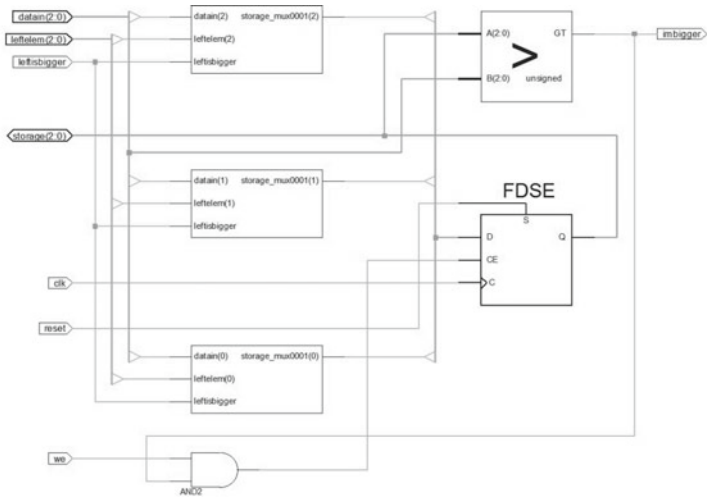 datain(2:0)
leftelem(2:0)
leftisbigger
datain(2) storage_mux0001(2)
leftelem(2)
leftisbigger
A(2:0) GT
>
B(2:0)
unsigned
imbigger
storage(2:0)
datain(1) storage_mux0001(1)
leftelem(1)
leftisbigger
FDSE
S
D Q
CE
C
clk
reset
datain(0) storage_mux0001(0)
leftelem(0)
leftisbigger
we
AND2